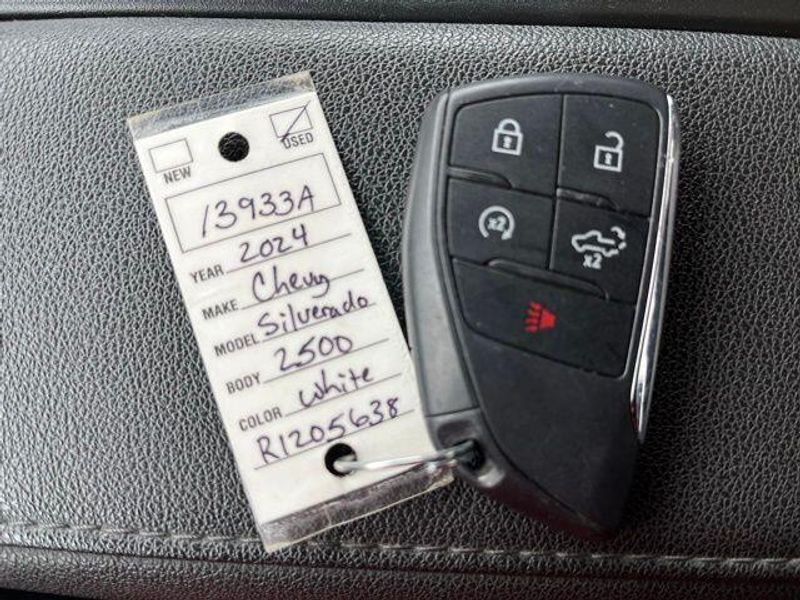 NEW
USED
13933A
YEAR 2024
MAKE Chevy
MODEL Silverado
BODY 2500
COLOR White
R1205638
x2
x2